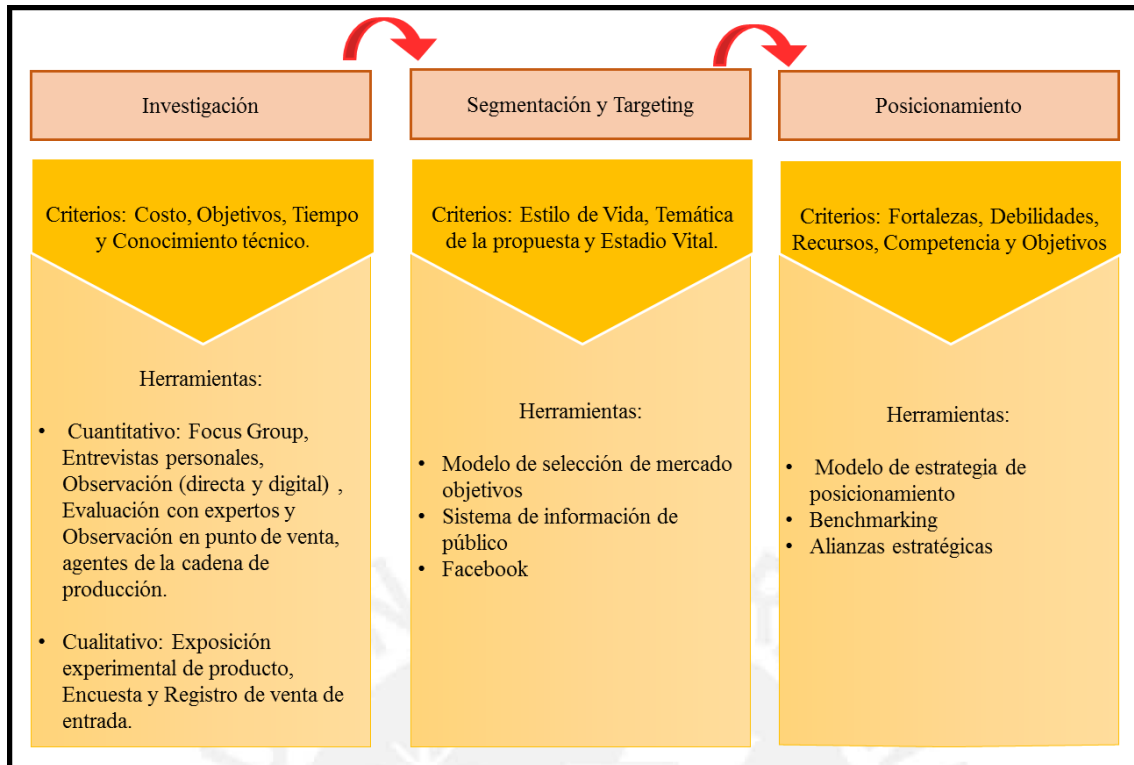 Investigación
Criterios: Costo, Objetivos, Tiempo
y Conocimiento técnico.
Herramientas:
• Cuantitativo: Focus Group,
Entrevistas personales,
Observación (directa y digital) ,
Evaluación con expertos y
Observación en punto de venta,
agentes de la cadena de
producción.
• Cualitativo: Exposición
experimental de producto,
Encuesta y Registro de venta de
entrada.
Segmentación y Targeting
Criterios: Estilo de Vida, Temática
de la propuesta y Estadio Vital.
Herramientas:
• Modelo de selección de mercado
objetivos
• Sistema de información de
público
• Facebook
Posicionamiento
Criterios: Fortalezas, Debilidades,
Recursos, Competencia y Objetivos
Herramientas:
• Modelo de estrategia de
posicionamiento
• Benchmarking
• Alianzas estratégicas